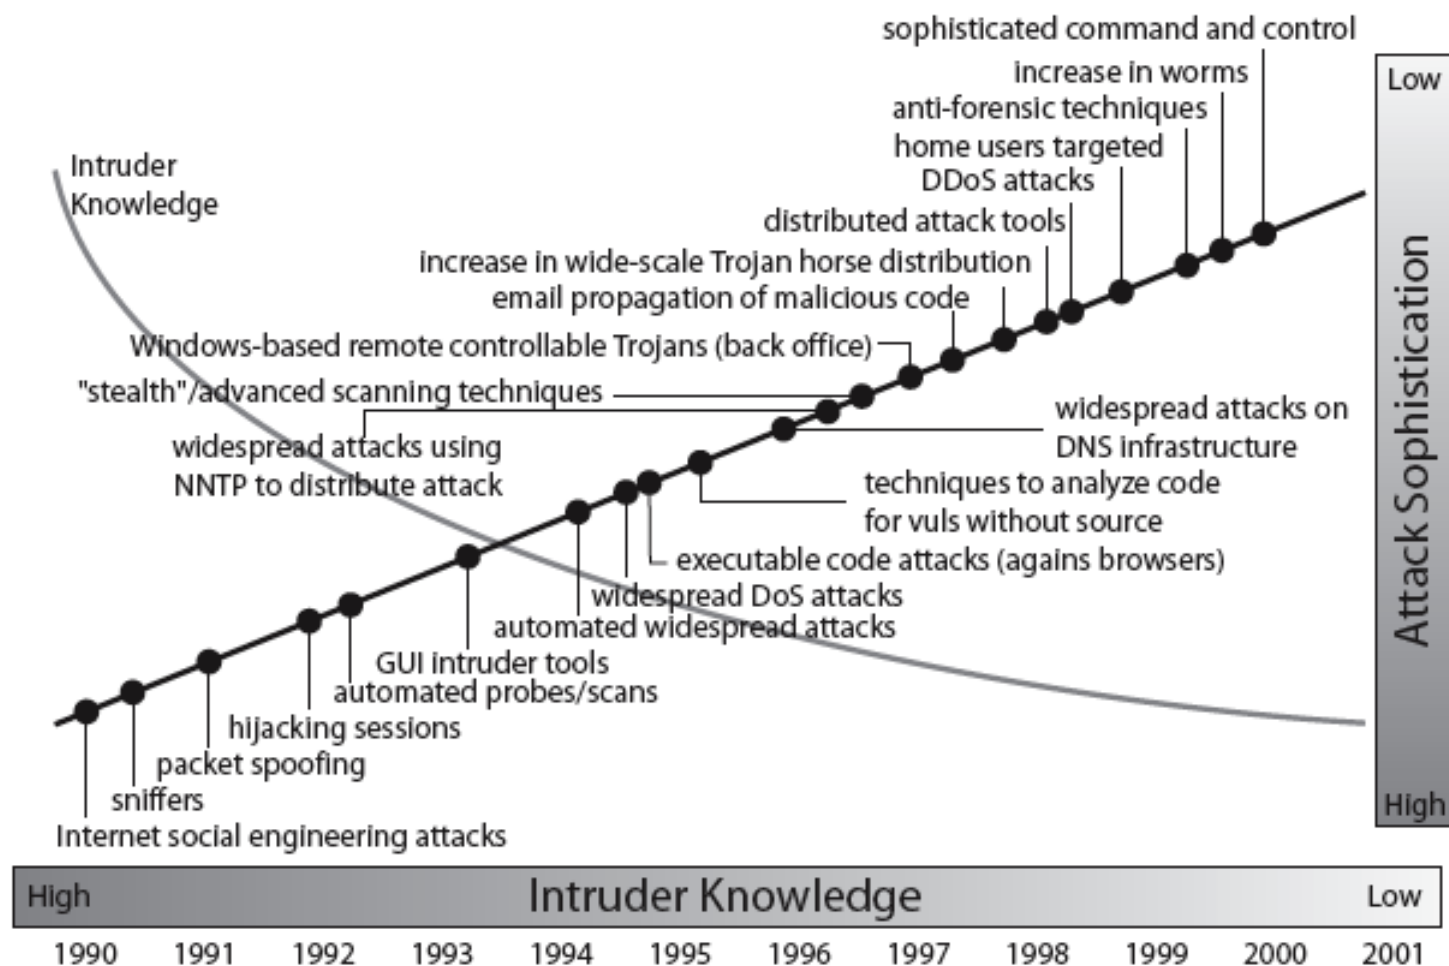 sophisticated command and control
increase in worms
anti-forensic techniques
home users targeted
DDoS attacks
distributed attack tools
increase in wide-scale Trojan horse distribution
email propagation of malicious code
Windows-based remote controllable Trojans (back office)
"stealth"/advanced scanning techniques
widespread attacks using
NNTP to distribute attack
Intruder
Knowledge
widespread attacks on
DNS infrastructure
techniques to analyze code
for vuls without source
executable code attacks (agains browsers)
widespread DoS attacks
automated widespread attacks
GUI intruder tools
automated probes/scans
hijacking sessions
packet spoofing
sniffers
Internet social engineering attacks
Low
Attack Sophistication
High
High Intruder Knowledge Low
1990 1991 1992 1993 1994 1995 1996 1997 1998 1999 2000 2001